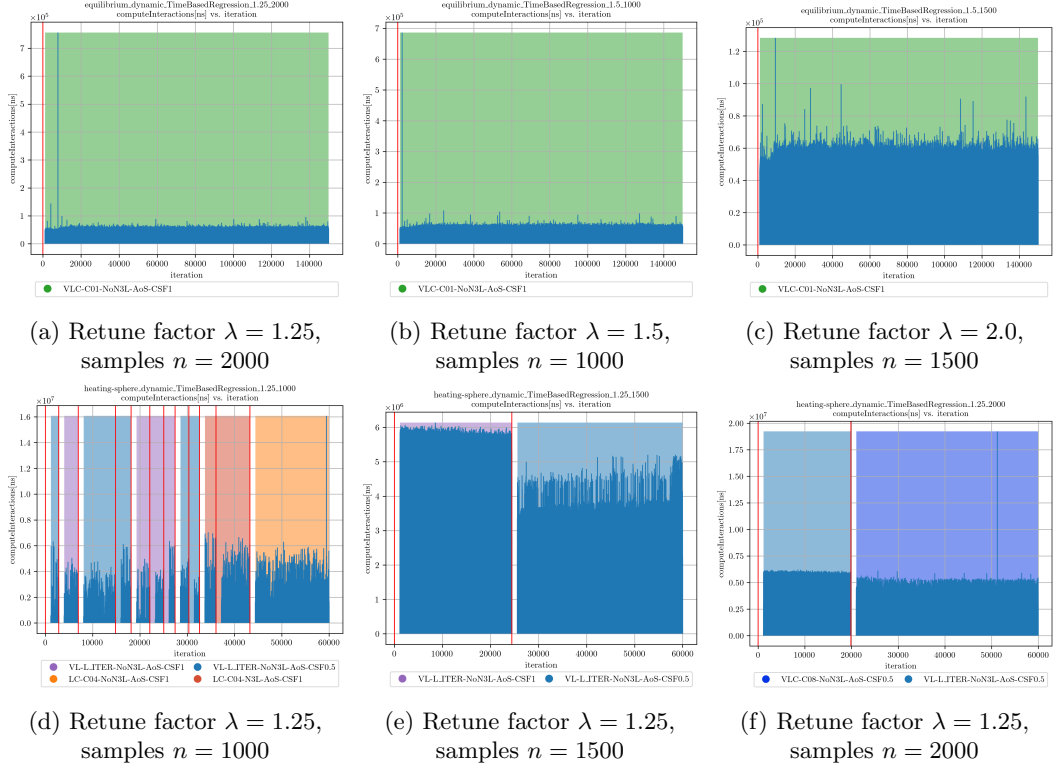 equilibrium_dynamic_TimeBasedRegression_1.25_2000
computeInteractions[ns] vs. iteration
×10⁵
7
6
5
4
3
2
1
0
computeInteractions[ns]
0 20000 40000 60000 80000 100000 120000 140000
iteration
VLC-C01-NoN3L-AoS-CSF1
(a) Retune factor λ = 1.25,
samples n = 2000
equilibrium_dynamic_TimeBasedRegression_1.5_1000
computeInteractions[ns] vs. iteration
×10⁵
7
6
5
4
3
2
1
0
computeInteractions[ns]
0 20000 40000 60000 80000 100000 120000 140000
iteration
VLC-C01-NoN3L-AoS-CSF1
(b) Retune factor λ = 1.5,
samples n = 1000
equilibrium_dynamic_TimeBasedRegression_1.5_1500
computeInteractions[ns] vs. iteration
×10⁵
1.2
1.0
0.8
0.6
0.4
0.2
0.0
computeInteractions[ns]
0 20000 40000 60000 80000 100000 120000 140000
iteration
VLC-C01-NoN3L-AoS-CSF1
(c) Retune factor λ = 2.0,
samples n = 1500
heating-sphere_dynamic_TimeBasedRegression_1.25_1000
computeInteractions[ns] vs. iteration
×10⁷
1.6
1.4
1.2
1.0
0.8
0.6
0.4
0.2
0.0
computeInteractions[ns]
0 10000 20000 30000 40000 50000 60000
iteration
VL-L_ITER-NoN3L-AoS-CSF1 VL-L_ITER-NoN3L-AoS-CSF0.5
LC-C04-NoN3L-AoS-CSF1 LC-C04-N3L-AoS-CSF1
(d) Retune factor λ = 1.25,
samples n = 1000
heating-sphere_dynamic_TimeBasedRegression_1.25_1500
computeInteractions[ns] vs. iteration
×10⁶
6
5
4
3
2
1
0
computeInteractions[ns]
0 10000 20000 30000 40000 50000 60000
iteration
VL-L_ITER-NoN3L-AoS-CSF1 VL-L_ITER-NoN3L-AoS-CSF0.5
(e) Retune factor λ = 1.25,
samples n = 1500
heating-sphere_dynamic_TimeBasedRegression_1.25_2000
computeInteractions[ns] vs. iteration
×10⁷
2.00
1.75
1.50
1.25
1.00
0.75
0.50
0.25
0.00
computeInteractions[ns]
0 10000 20000 30000 40000 50000 60000
iteration
VLC-C08-NoN3L-AoS-CSF0.5 VL-L_ITER-NoN3L-AoS-CSF0.5
(f) Retune factor λ = 1.25,
samples n = 2000